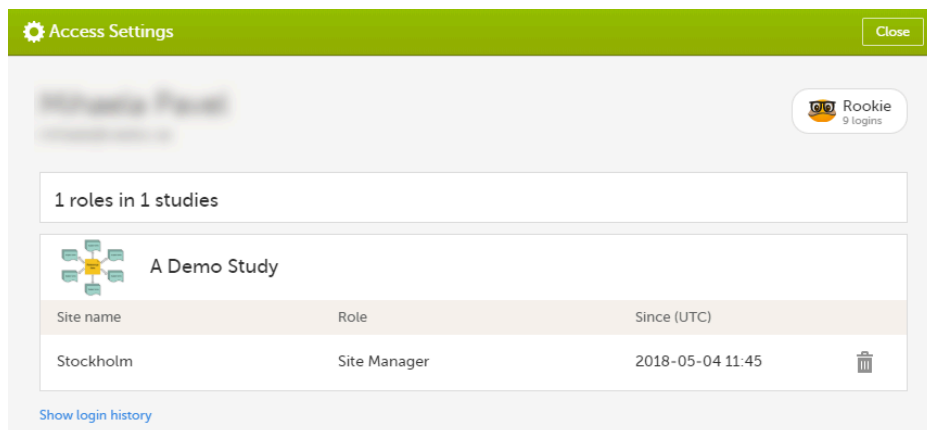 Access Settings
Close
Rookie
9 logins
1 roles in 1 studies
A Demo Study
Site name Role Since (UTC)
Stockholm Site Manager 2018-05-04 11:45
Show login history